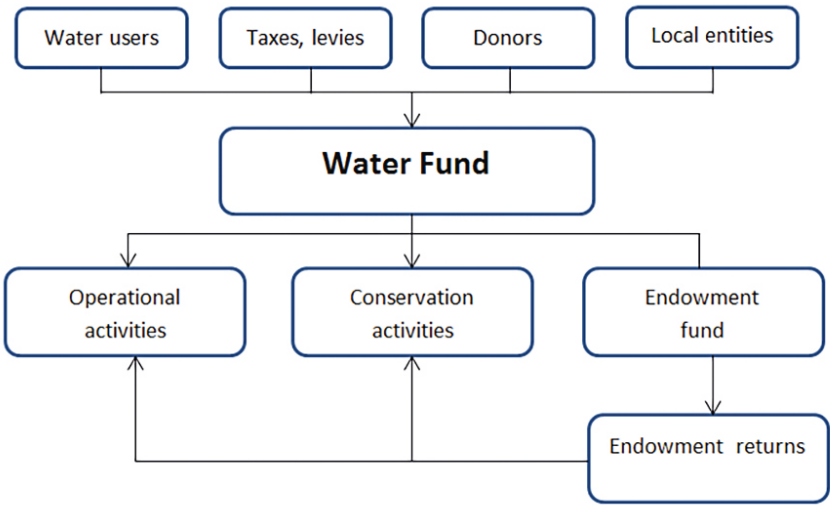 Water users
Taxes, levies
Donors
Local entities
Water Fund
Operational
activities
Conservation
activities
Endowment
fund
Endowment returns